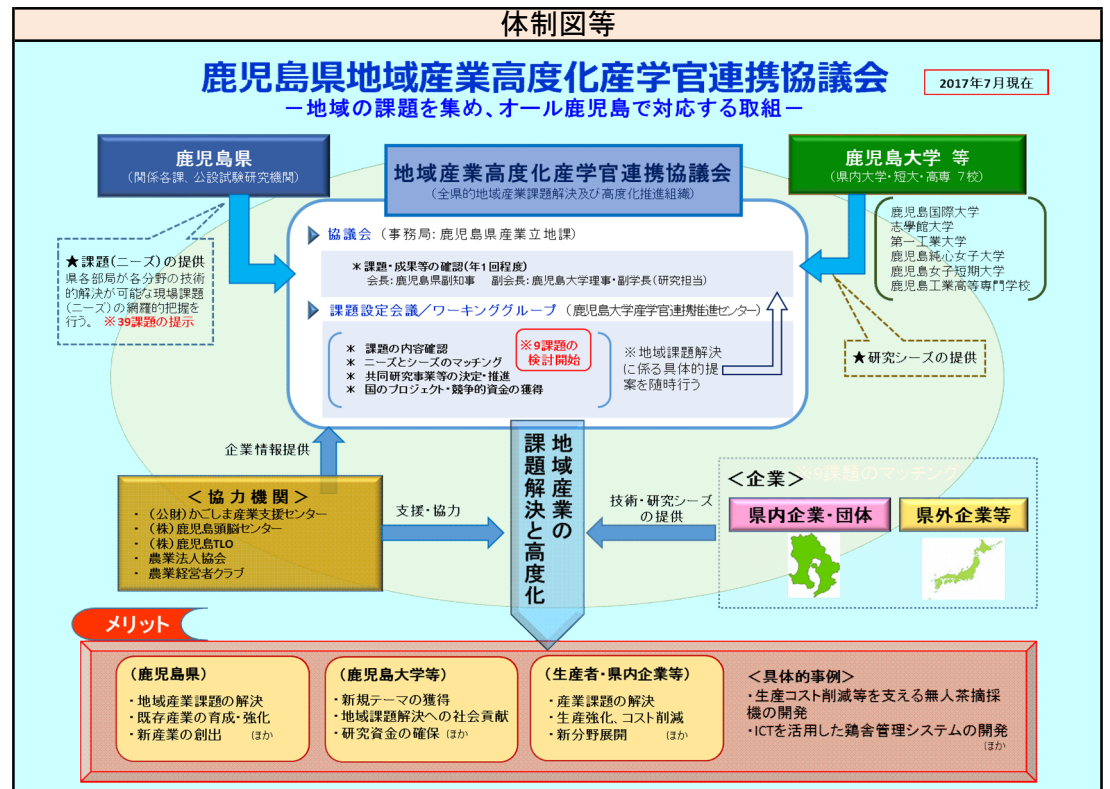 体制図等
鹿児島県地域産業高度化産学官連携協議会
2017年7月現在
－地域の課題を集め、オール鹿児島で対応する取組－
鹿児島県
（関係各課、公設試験研究機関）
地域産業高度化産学官連携協議会
（全県的地域産業課題解決及び高度化推進組織）
鹿児島大学 等
（県内大学・短大・高専 ７校）
鹿児島国際大学
志學館大学
第一工業大学
鹿児島純心女子大学
鹿児島女子短期大学
鹿児島工業高等専門学校
★課題（ニーズ）の提供
県各部局が各分野の技術
的解決が可能な現場課題
（ニーズ）の網羅的把握を
行う。 ※39課題の提示
協議会（事務局：鹿児島県産業立地課）
＊課題・成果等の確認（年１回程度）
会長：鹿児島県副知事 副会長：鹿児島大学理事・副学長（研究担当）
課題設定会議／ワーキンググループ（鹿児島大学産学官連携推進センター）
＊ 課題の内容確認
＊ ニーズとシーズのマッチング
＊ 共同研究事業等の決定・推進
＊ 国のプロジェクト・競争的資金の獲得
※9課題の
検討開始
※地域課題解決
に係る具体的提
案を随時行う
★研究シーズの提供
企業情報提供
＜協力機関＞
・ （公財）かごしま産業支援センター
・ （株）鹿児島頭脳センター
・ （株）鹿児島TLO
・ 農業法人協会
・ 農業経営者クラブ
支援・協力
地域産業の
課題解決と高度化
技術・研究シーズ
の提供
※9課題のマッチング
＜企業＞
県内企業・団体
県外企業等
メリット
（鹿児島県）
・地域産業課題の解決
・既存産業の育成・強化
・新産業の創出 ほか
（鹿児島大学等）
・新規テーマの獲得
・地域課題解決への社会貢献
・研究資金の確保 ほか
（生産者・県内企業等）
・産業課題の解決
・生産強化、コスト削減
・新分野展開 ほか
＜具体的事例＞
・生産コスト削減等を支える無人茶摘採
機の開発
・ICTを活用した鶏舎管理システムの開発
ほか